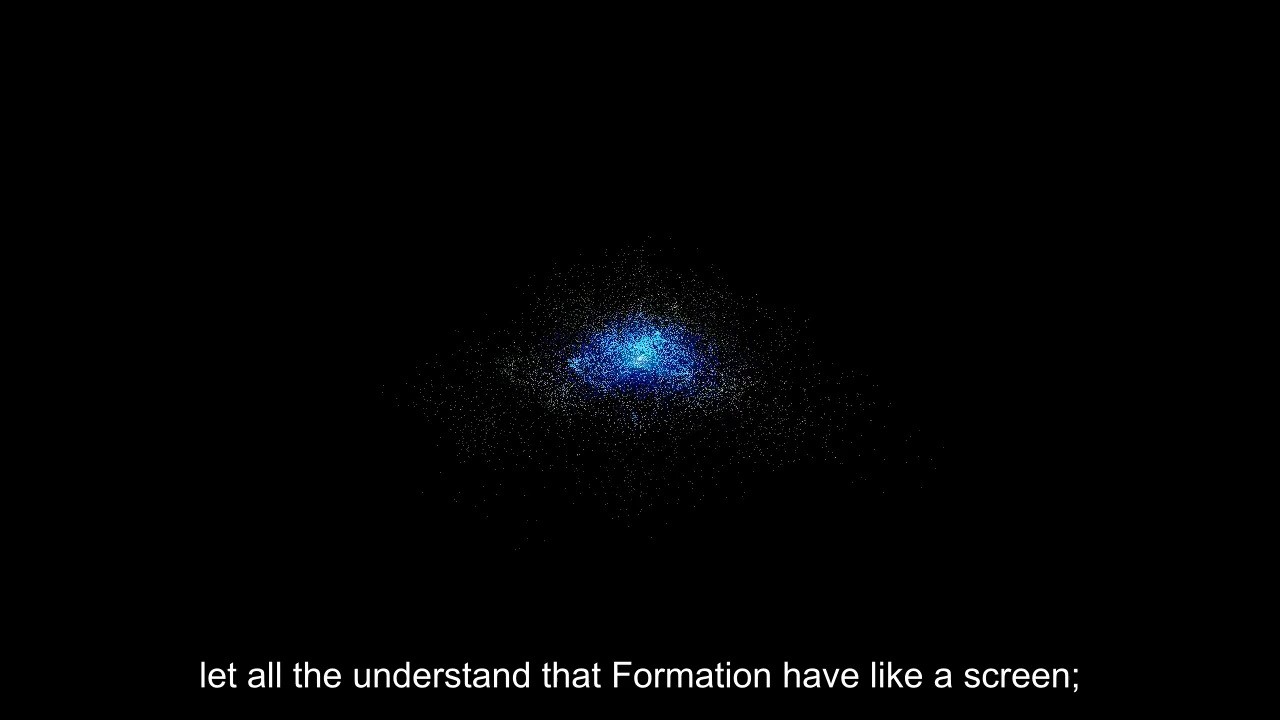 let all the understand that Formation have like a screen;